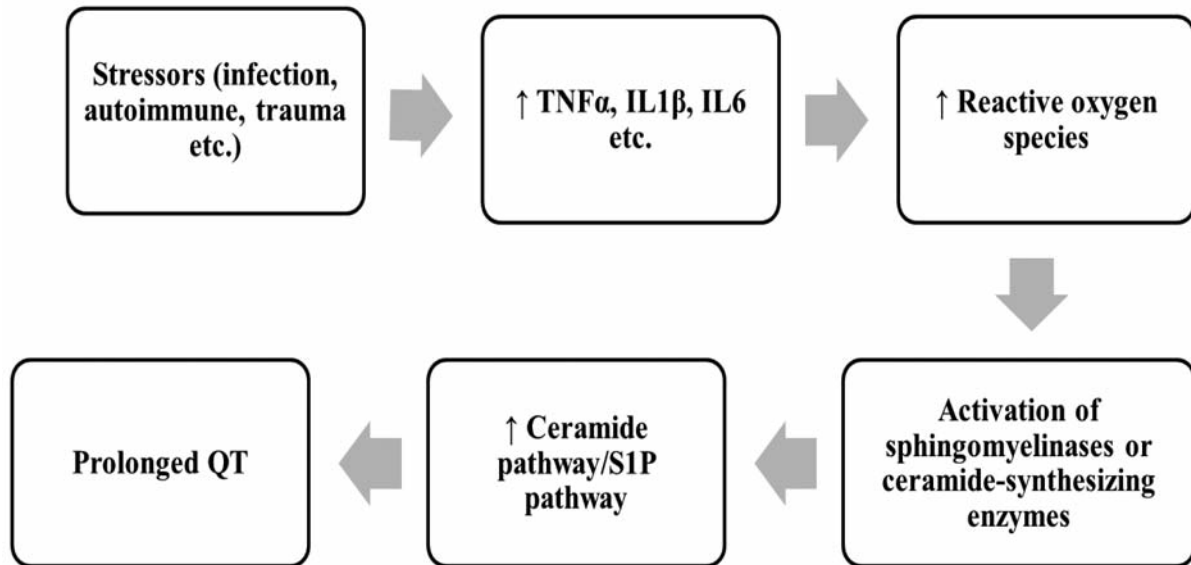 Stressors (infection,
autoimmune, trauma
etc.)
↑ TNFα, IL1β, IL6
etc.
↑ Reactive oxygen
species
Activation of
sphingomyelinases or
ceramide-synthesizing
enzymes
↑ Ceramide
pathway/S1P
pathway
Prolonged QT